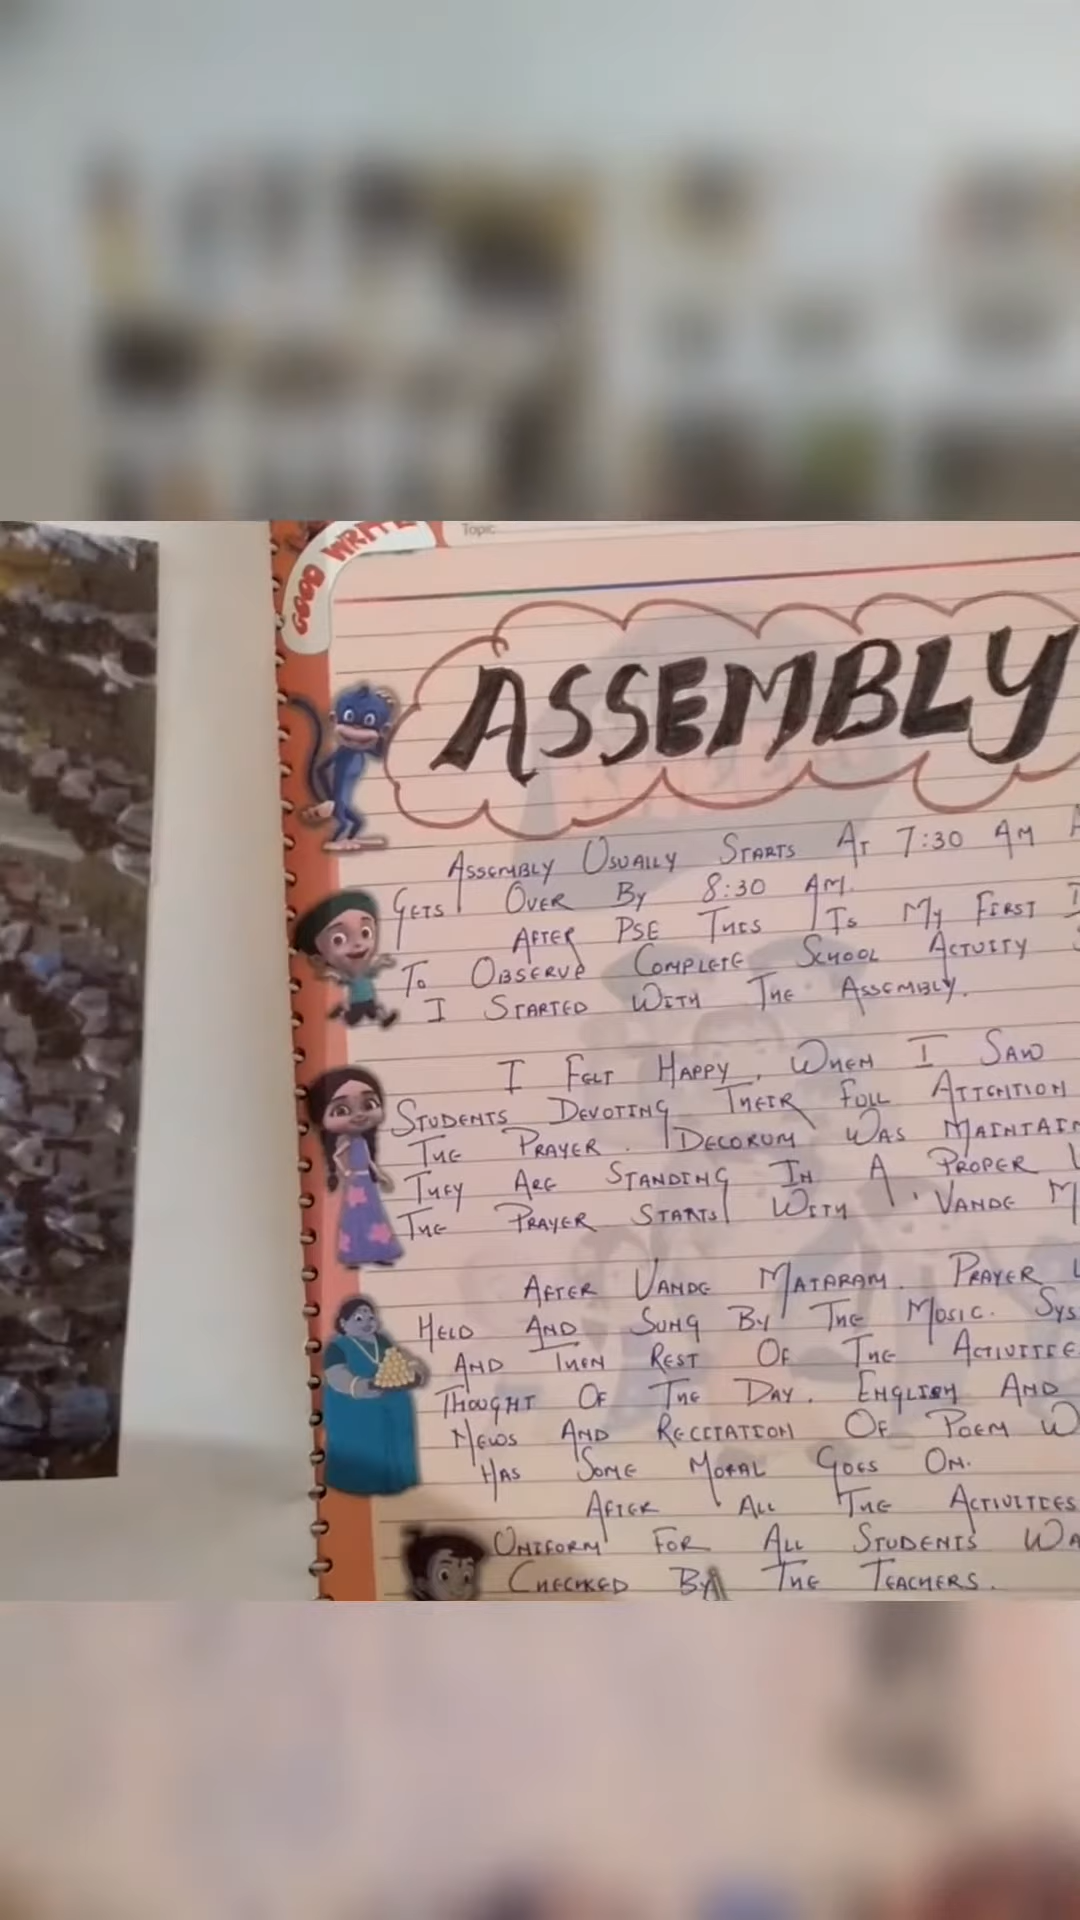 Topic
GOOD WRITE
ASSEMBLY
ASSEMBLY USUALLY STARTS AT 7:30 AM
GETS OVER BY 8:30 AM.
AFTER PSE THIS IS MY FIRST
TO OBSERVE COMPLETE SCHOOL ACTVITY
I STARTED WITH THE ASSEMBLY.
I FELT HAPPY, WHEN I SAW
STUDENTS DEVOTING THEIR FULL ATTENTION
THE PRAYER. DECORUM WAS MAINTAIN
THEY ARE STANDING IN A PROPER
THE PRAYER STARTS WITH ' VANDE M
AFTER VANDE MATARAM. PRAYER
HELD AND SUNG BY THE MUSIC. SYS
AND THEN REST OF THE ACTIVITIE
THOUGHT OF THE DAY. ENGLISH AND
NEWS AND RECITATION OF POEM W
HAS SOME MORAL GOES ON.
AFTER ALL THE ACTIVITIES
UNIFORM FOR ALL STUDENTS WA
CHECKED BY THE TEACHERS.